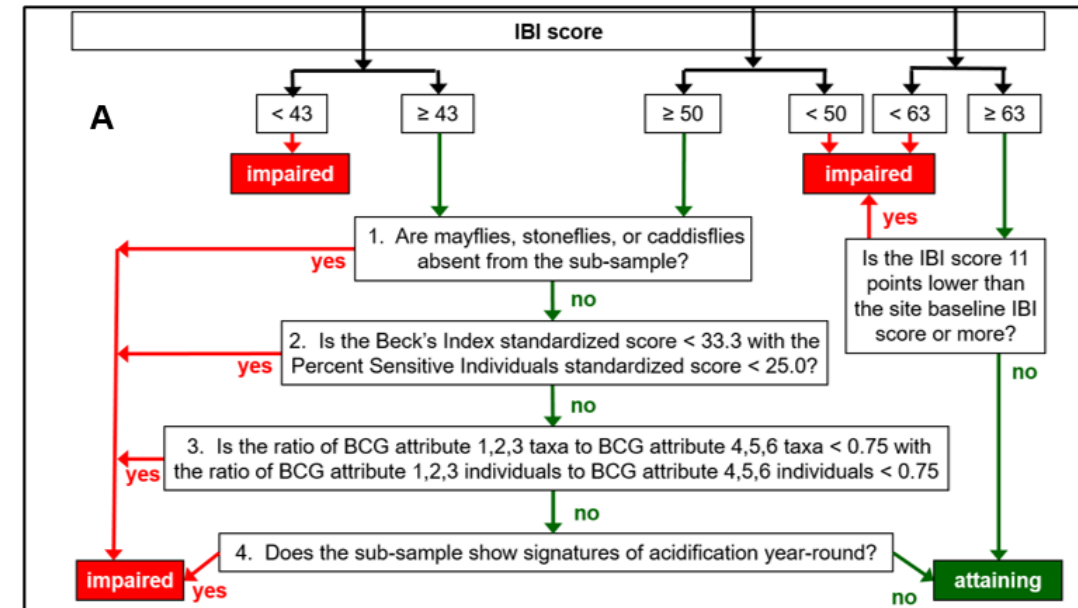 IBI score
A
< 43
≥ 43
≥ 50
< 50
< 63
≥ 63
impaired
impaired
1. Are mayflies, stoneflies, or caddisflies
absent from the sub-sample?
yes
no
yes
Is the IBI score 11
points lower than
the site baseline IBI
score or more?
no
2. Is the Beck's Index standardized score < 33.3 with the
Percent Sensitive Individuals standardized score < 25.0?
yes
no
3. Is the ratio of BCG attribute 1,2,3 taxa to BCG attribute 4,5,6 taxa < 0.75 with
the ratio of BCG attribute 1,2,3 individuals to BCG attribute 4,5,6 individuals < 0.75
yes
no
4. Does the sub-sample show signatures of acidification year-round?
impaired
yes
no
attaining